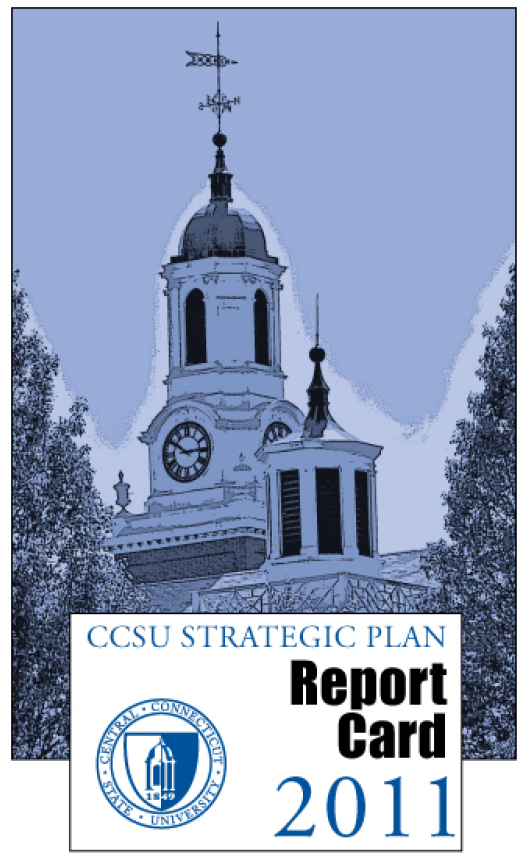 CCSU STRATEGIC PLAN
Report
Card
CENTRAL · CONNECTICUT
STATE · UNIVERSITY
1849
2011